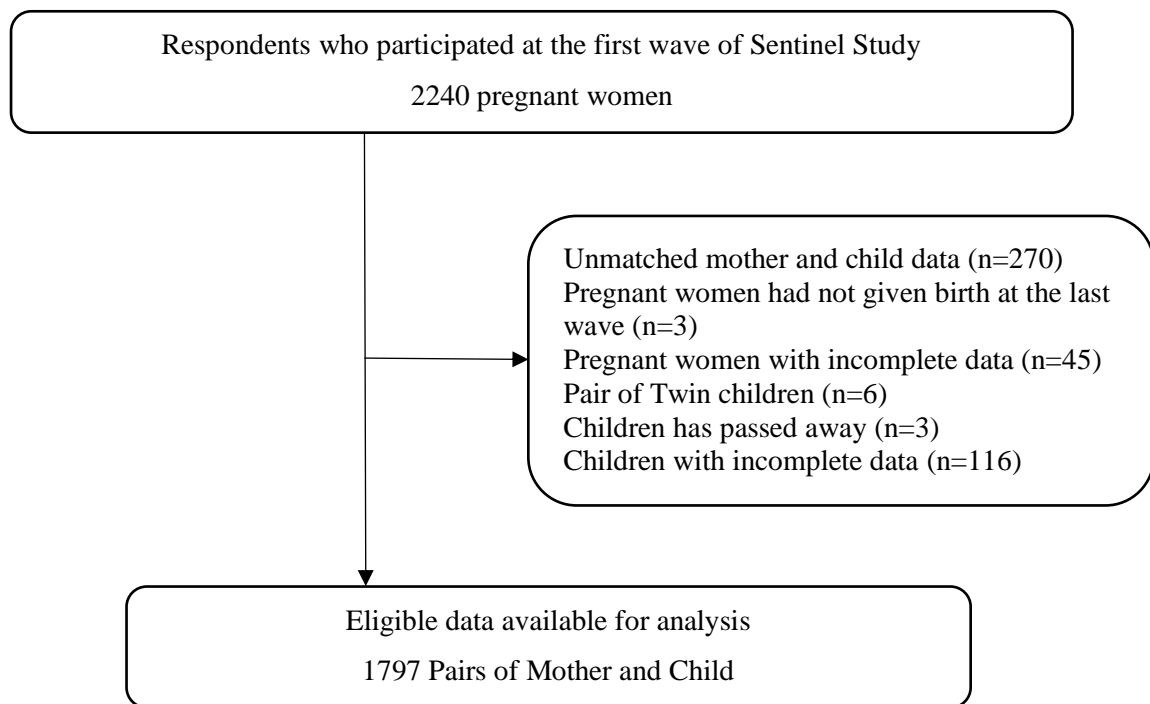 Respondents who participated at the first wave of Sentinel Study
2240 pregnant women
Unmatched mother and child data (n=270)
Pregnant women had not given birth at the last
wave (n=3)
Pregnant women with incomplete data (n=45)
Pair of Twin children (n=6)
Children has passed away (n=3)
Children with incomplete data (n=116)
Eligible data available for analysis
1797 Pairs of Mother and Child